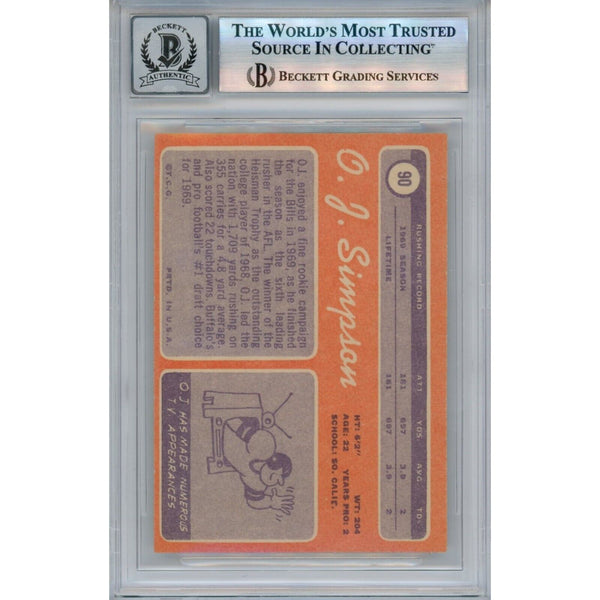 BECKETT
AUTHENTIC
THE WORLD'S MOST TRUSTED
SOURCE IN COLLECTING™
B BECKETT GRADING SERVICES
90
RUSHING RECORD ATT. YDS. AVG. TD.
1969 SEASON 181 697 3.9 2
LIFETIME 181 697 3.9 2
O. J. Simpson
HT: 6'2" WT: 204
AGE: 22 YEARS PRO: 2
SCHOOL: SO. CALIF.
O.J. enjoyed a fine rookie campaign
for the Bills in 1969, as he finished
the season as the sixth leading
rusher in the AFL. The winner of the
Heisman Trophy as the outstanding
college player of 1968, O.J. led the
nation with 1,709 yards rushing on
355 carries for a 4.8 yard average.
Also scored 22 touchdowns. Buffalo's
and pro football's #1 draft choice
for 1969.
©T.C.G. PRTD. IN U.S.A.
O.J. HAS MADE NUMEROUS
T.V. APPEARANCES.